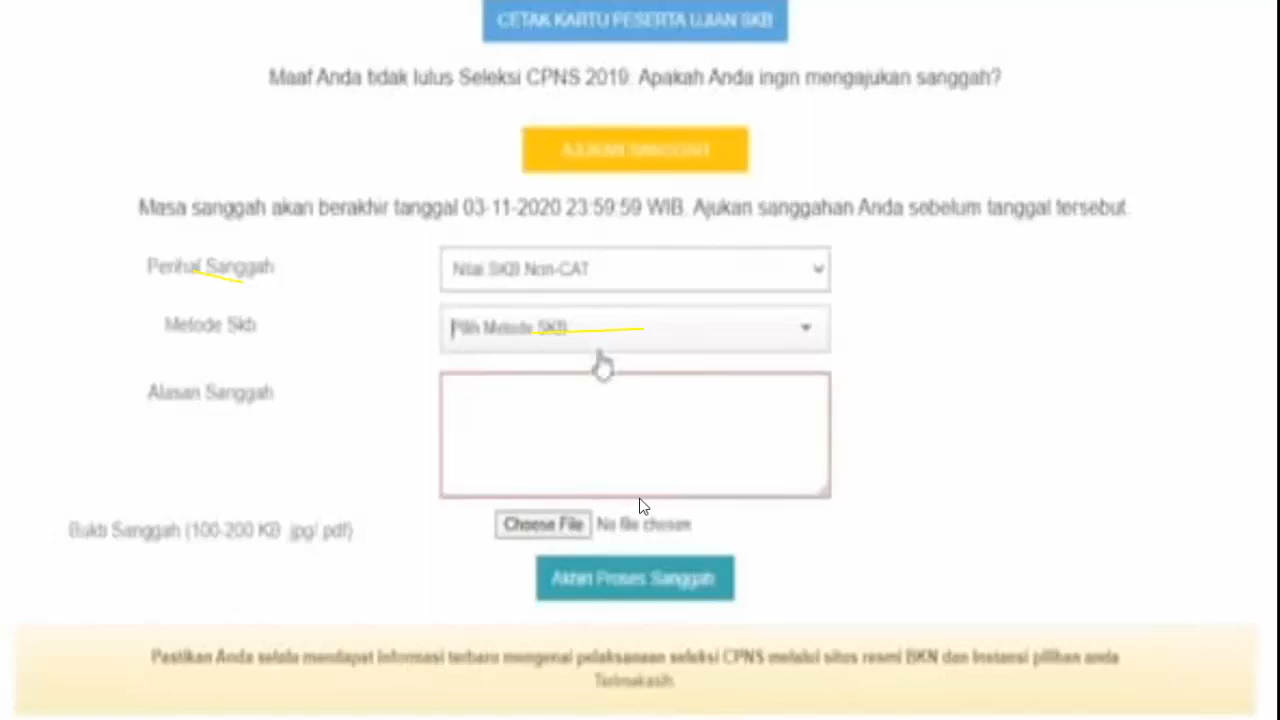 CETAK KARTU PESERTA UJIAN SKB
Maaf Anda tidak lulus Seleksi CPNS 2019. Apakah Anda ingin mengajukan sanggah?
AJUKAN SANGGAH
Masa sanggah akan berakhir tanggal 03-11-2020 23:59:59 WIB. Ajukan sanggahan Anda sebelum tanggal tersebut.
Perihal Sanggah
Nilai SKB Non-CAT
Metode Skb
Pilih Metode SKB
Alasan Sanggah
Bukti Sanggah (100-200 KB .jpg/.pdf)
Choose File No file chosen
Akhiri Proses Sanggah
Pastikan Anda selalu mendapat informasi terbaru mengenai pelaksanaan seleksi CPNS melalui situs resmi BKN dan Instansi pilihan anda
Terimakasih.